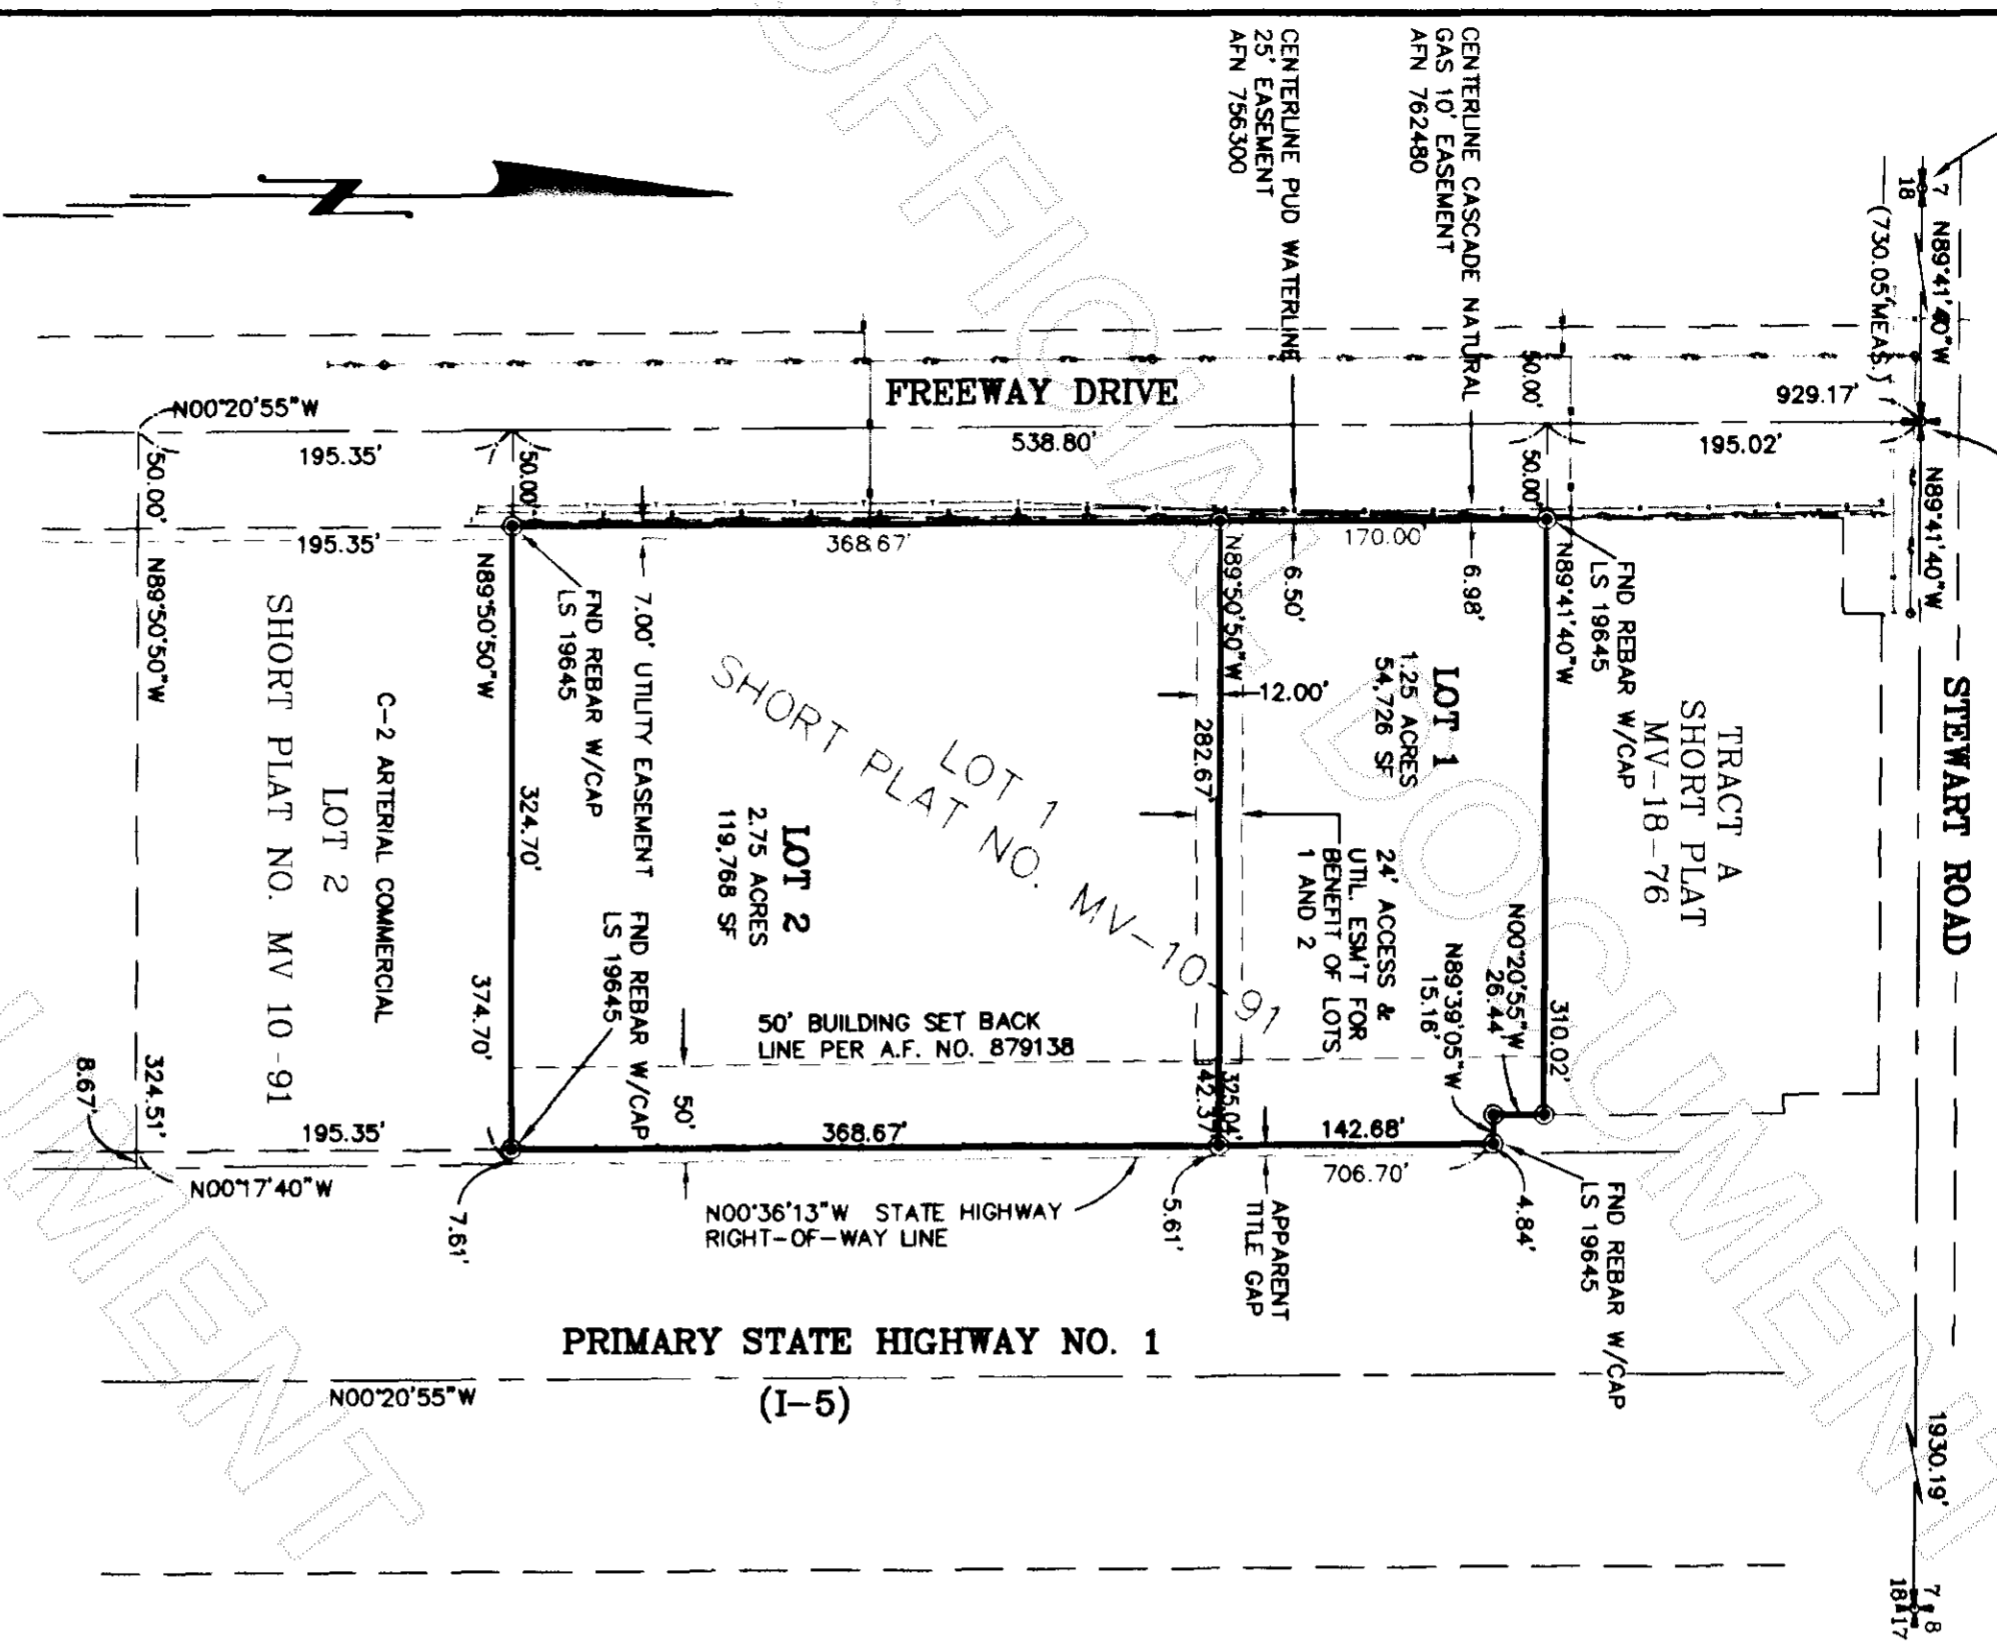 CENTERLINE PUD WATERLINE
25' EASEMENT
AFN 756300
CENTERLINE CASCADE NATURAL
GAS 10' EASEMENT
AFN 762480
7
18
N89°41'40"W
(730.05'MEAS.)
929.17'
N89°41'40"W
STEWART ROAD
1930.19'
7 8
18 17
FREEWAY DRIVE
N00°20'55"W
195.35'
538.80'
195.02'
50.00'
50.00'
50.00'
50.00'
195.35'
368.67'
170.00'
6.50'
6.98'
N89°50'50"W
N89°50'50"W
N89°50'50"W
N89°41'40"W
FND REBAR W/CAP
LS 19645
7.00' UTILITY EASEMENT
FND REBAR W/CAP
LS 19645
TRACT A
SHORT PLAT
MV-18-76
LOT 1
1.25 ACRES
54,726 SF
12.00'
282.67'
24' ACCESS &
UTIL. ESM'T FOR
BENEFIT OF LOTS
1 AND 2
LOT 1
SHORT PLAT NO. MV-10-91
LOT 2
2.75 ACRES
119,768 SF
324.70'
374.70'
C-2 ARTERIAL COMMERCIAL
LOT 2
SHORT PLAT NO. MV 10-91
FND REBAR W/CAP
LS 19645
50' BUILDING SET BACK
LINE PER A.F. NO. 879138
50'
N00°20'55"W
26.44'
N89°39'05"W
15.16'
310.02'
325.04'
42.37'
324.51'
8.67'
195.35'
368.67'
142.68'
706.70'
N00°17'40"W
7.61'
N00°36'13"W STATE HIGHWAY
RIGHT-OF-WAY LINE
5.61'
APPARENT
TITLE GAP
4.84'
FND REBAR W/CAP
LS 19645
PRIMARY STATE HIGHWAY NO. 1
(I-5)
N00°20'55"W